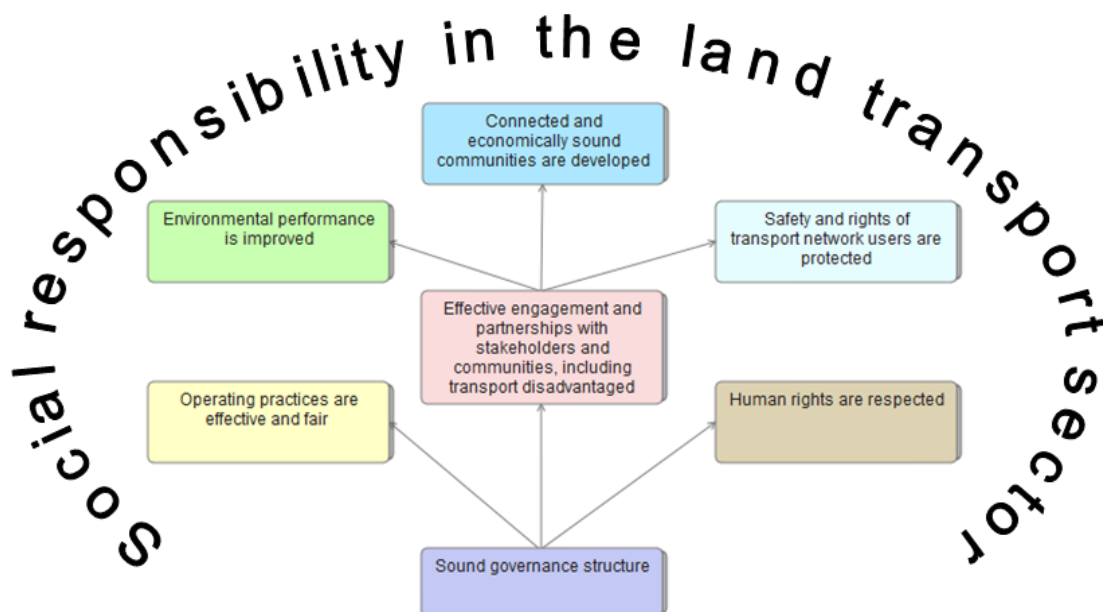 Social responsibility in the land transport sector
Connected and
economically sound
communities are developed
Environmental performance
is improved
Safety and rights of
transport network users are
protected
Effective engagement and
partnerships with
stakeholders and
communities, including
transport disadvantaged
Operating practices are
effective and fair
Human rights are respected
Sound governance structure